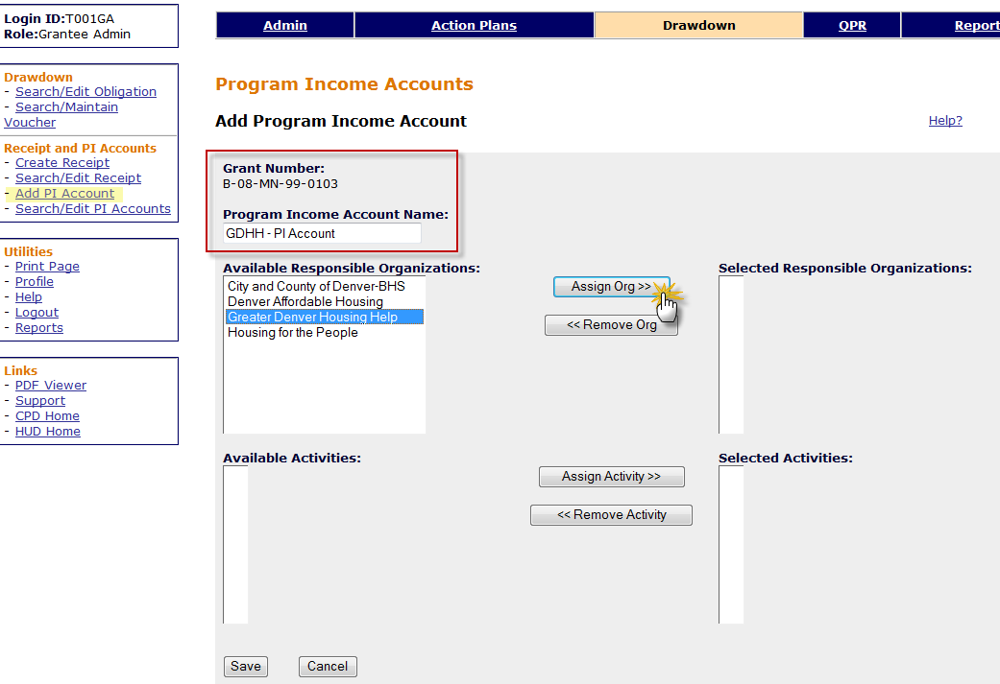 Login ID:T001GA
Role:Grantee Admin
Admin
Action Plans
Drawdown
QPR
Report
Drawdown
- Search/Edit Obligation
- Search/Maintain
Voucher
Receipt and PI Accounts
- Create Receipt
- Search/Edit Receipt
- Add PI Account
- Search/Edit PI Accounts
Utilities
- Print Page
- Profile
- Help
- Logout
- Reports
Links
- PDF Viewer
- Support
- CPD Home
- HUD Home
Program Income Accounts
Add Program Income Account
Help?
Grant Number:
B-08-MN-99-0103
Program Income Account Name:
GDHH - PI Account
Available Responsible Organizations:
City and County of Denver-BHS
Denver Affordable Housing
Greater Denver Housing Help
Housing for the People
Assign Org >>
<< Remove Org
Selected Responsible Organizations:
Available Activities:
Assign Activity >>
<< Remove Activity
Selected Activities:
Save
Cancel